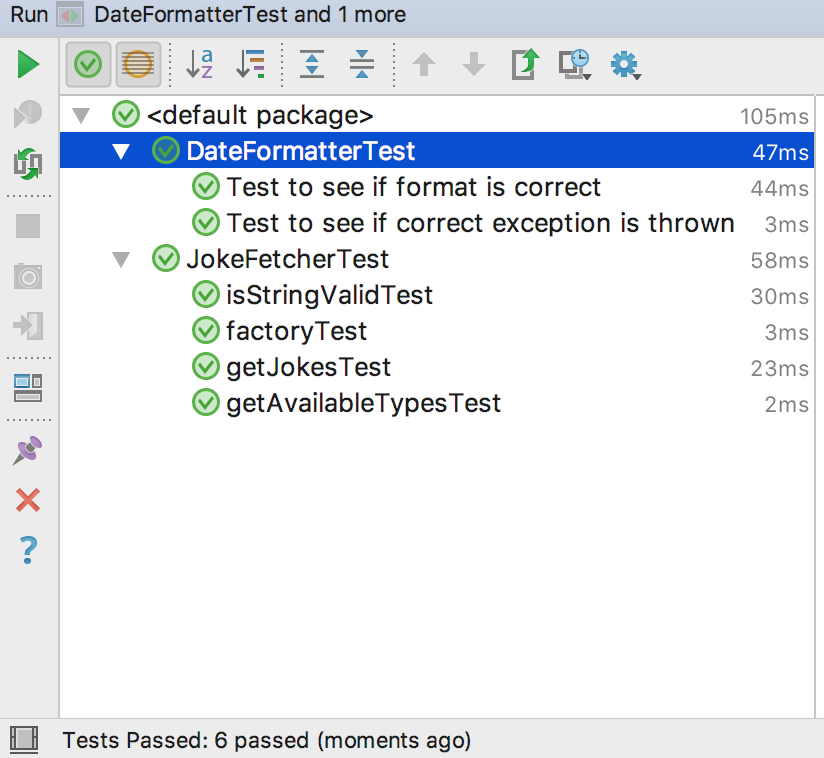 Run DateFormatterTest and 1 more
a
z
<default package> 105ms
DateFormatterTest 47ms
Test to see if format is correct 44ms
Test to see if correct exception is thrown 3ms
JokeFetcherTest 58ms
isStringValidTest 30ms
factoryTest 3ms
getJokesTest 23ms
getAvailableTypesTest 2ms
?
Tests Passed: 6 passed (moments ago)